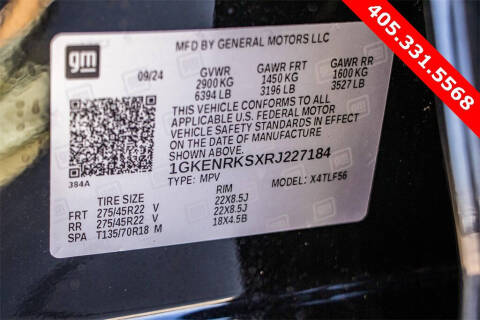 405.331.5568
gm
MFD BY GENERAL MOTORS LLC
09/24
GVWR GAWR FRT GAWR RR
2900 KG 1450 KG 1600 KG
6394 LB 3196 LB 3527 LB
THIS VEHICLE CONFORMS TO ALL
APPLICABLE U.S. FEDERAL MOTOR
VEHICLE SAFETY STANDARDS IN EFFECT
ON THE DATE OF MANUFACTURE
SHOWN ABOVE.
1GKENRKSXRJ227184
384A
TYPE: MPV MODEL: X4TLF56
TIRE SIZE RIM
FRT 275/45R22 V 22X8.5J
RR 275/45R22 V 22X8.5J
SPA T135/70R18 M 18X4.5B